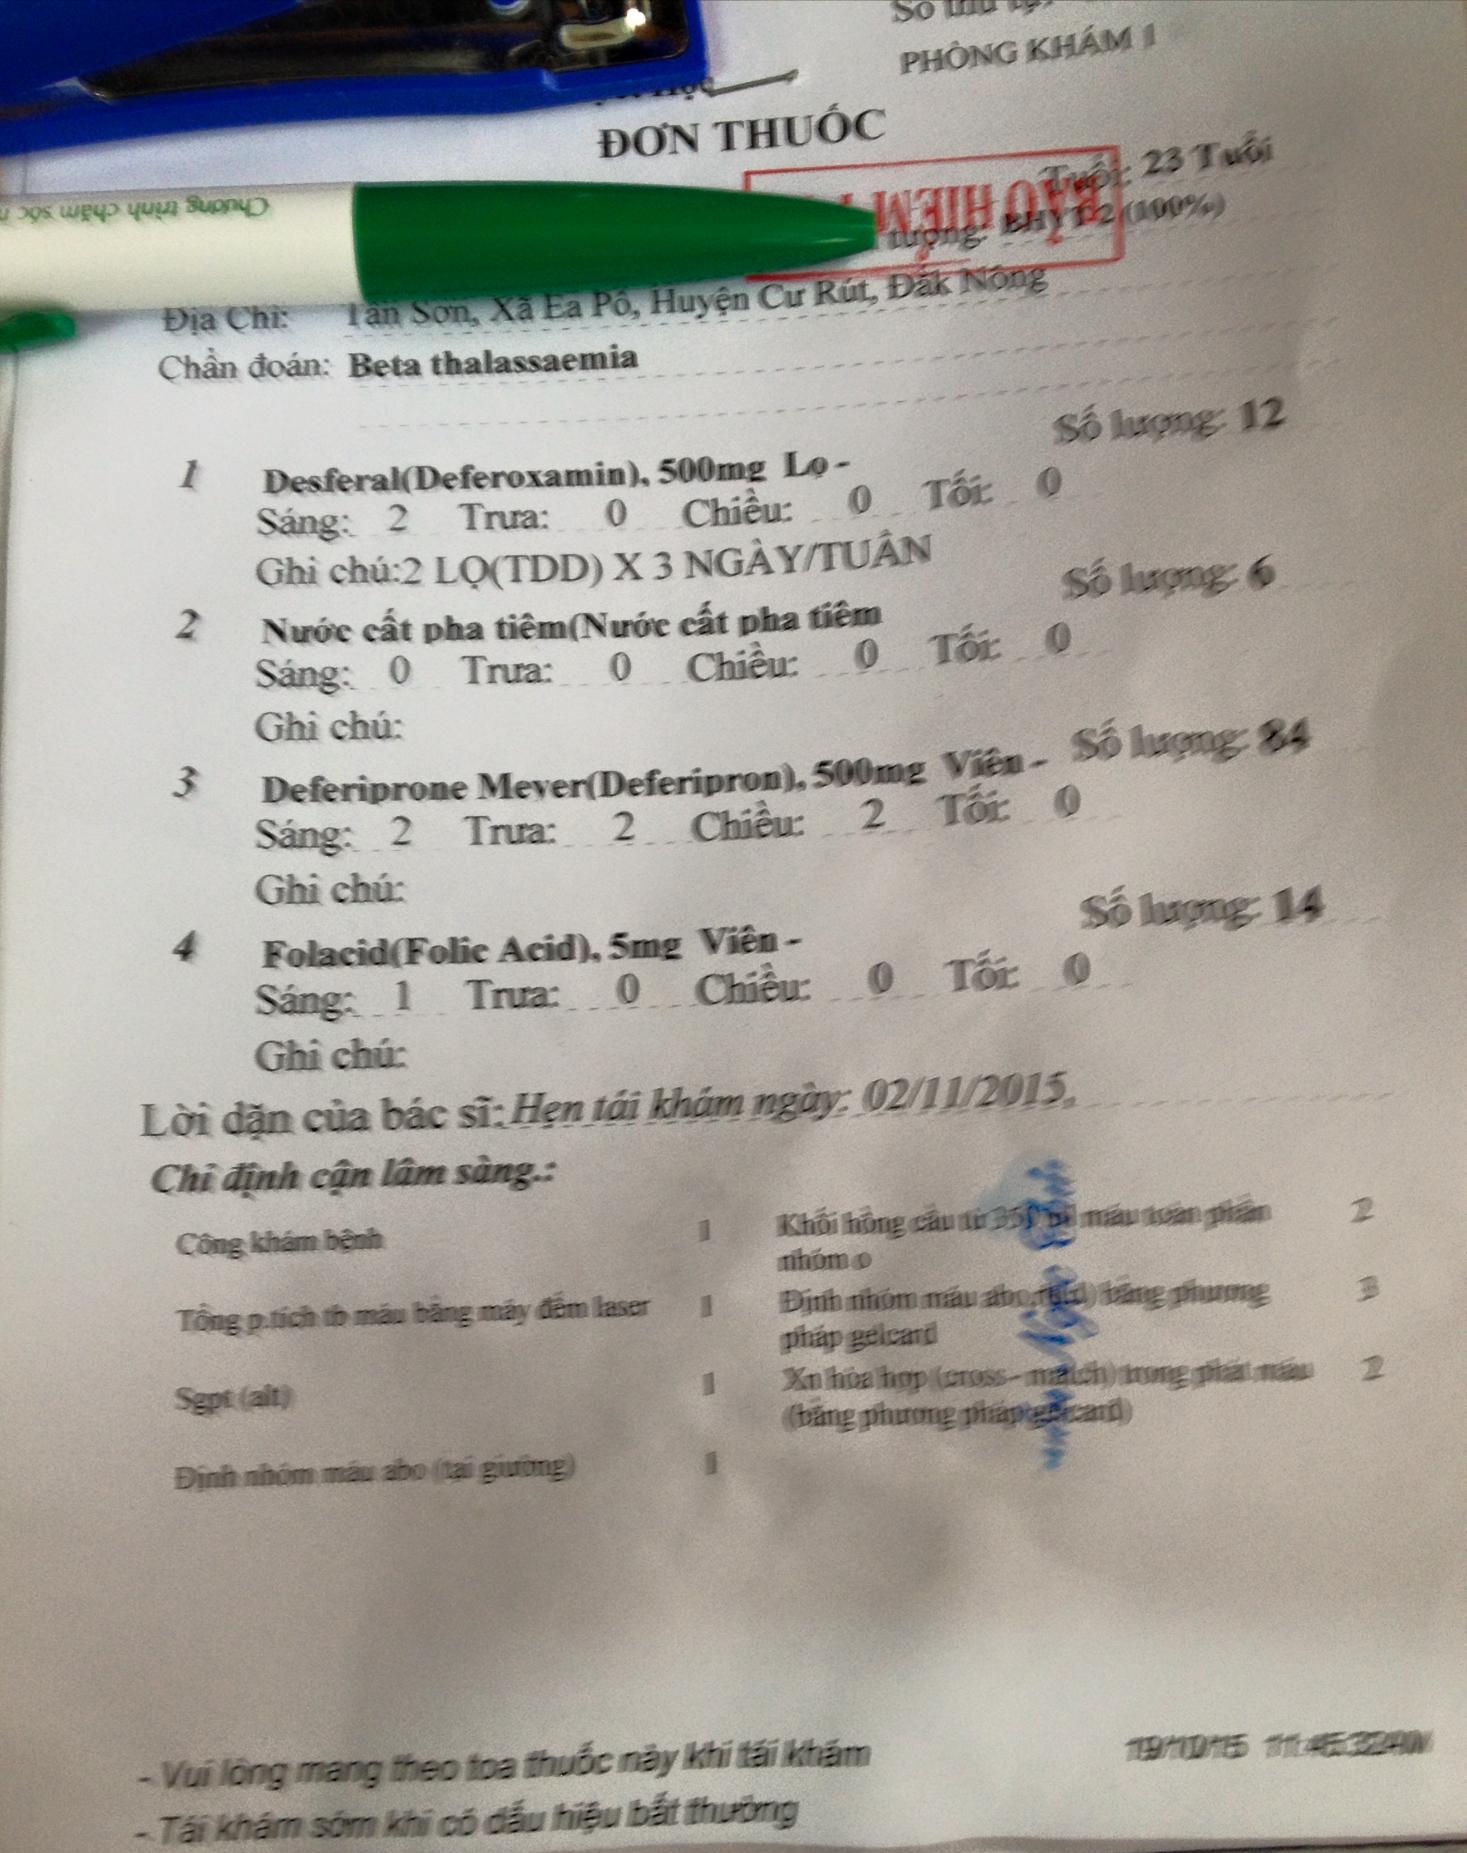 PHÒNG KHÁM 1
ĐƠN THUỐC
Chương trình chăm sóc
BẢO HIỂM
Tuổi: 23 Tuổi
tượng: BHYT 2 (100%)
Địa Chỉ: Tân Sơn, Xã Ea Pô, Huyện Cư Rút, Đắk Nông
Chẩn đoán: Beta thalassaemia
1 Desferal(Deferoxamin), 500mg Lọ - Số lượng: 12
Sáng: 2 Trưa: 0 Chiều: 0 Tối: 0
Ghi chú:2 LỌ(TDD) X 3 NGÀY/TUẦN
2 Nước cất pha tiêm(Nước cất pha tiêm Số lượng: 6
Sáng: 0 Trưa: 0 Chiều: 0 Tối: 0
Ghi chú:
3 Deferiprone Meyer(Deferipron), 500mg Viên - Số lượng: 84
Sáng: 2 Trưa: 2 Chiều: 2 Tối: 0
Ghi chú:
4 Folacid(Folic Acid), 5mg Viên - Số lượng: 14
Sáng: 1 Trưa: 0 Chiều: 0 Tối: 0
Ghi chú:
Lời dặn của bác sĩ: Hẹn tái khám ngày: 02/11/2015.
Chỉ định cận lâm sàng.:
Công khám bệnh 1
Khối hồng cầu từ 350 ml máu toàn phần 2
nhóm o
Tổng p.tích tb máu bằng máy đếm laser 1
Định nhóm máu abo, bằng phương 3
pháp gelcard
Sgpt (alt) 1
Xn hòa hợp (cross- match) trong phát máu 2
(bằng phương pháp gelcard)
Định nhóm máu abo (tại giường) 1
- Vui lòng mang theo toa thuốc này khi tái khám
19/10/15 11:45:32AM
- Tái khám sớm khi có dấu hiệu bất thường